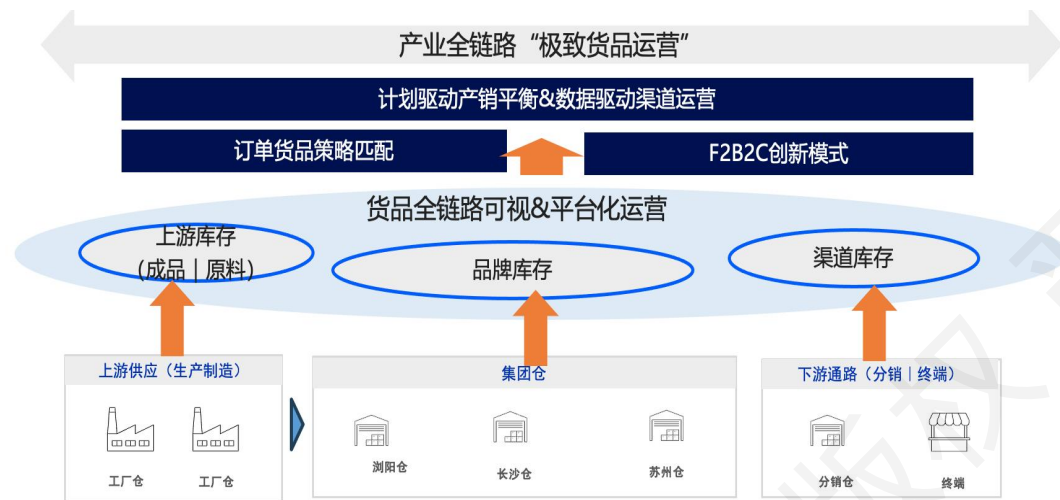 产业全链路“极致货品运营”
计划驱动产销平衡&数据驱动渠道运营
订单货品策略匹配
F2B2C创新模式
货品全链路可视&平台化运营
上游库存
（成品｜原料）
品牌库存
渠道库存
上游供应（生产制造）
集团仓
下游通路（分销｜终端）
工厂仓
工厂仓
浏阳仓
长沙仓
苏州仓
分销仓
终端
版权